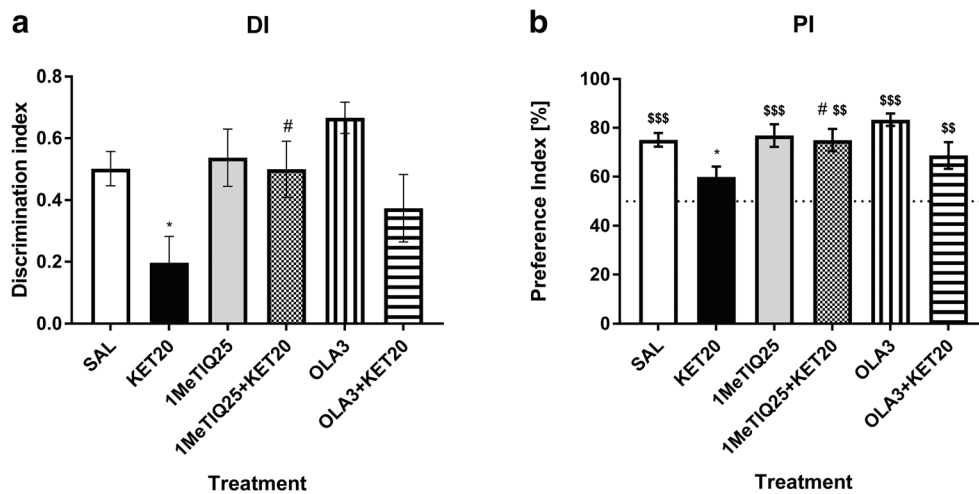 a
DI
Discrimination index
0.8
0.6
0.4
0.2
0.0
*
#
SAL
KET20
1MeTIQ25
1MeTIQ25+KET20
OLA3
OLA3+KET20
Treatment
b
PI
Preference Index [%]
100
80
60
40
20
0
$$$
*
$$$
# $$
$$$
$$
SAL
KET20
1MeTIQ25
1MeTIQ25+KET20
OLA3
OLA3+KET20
Treatment